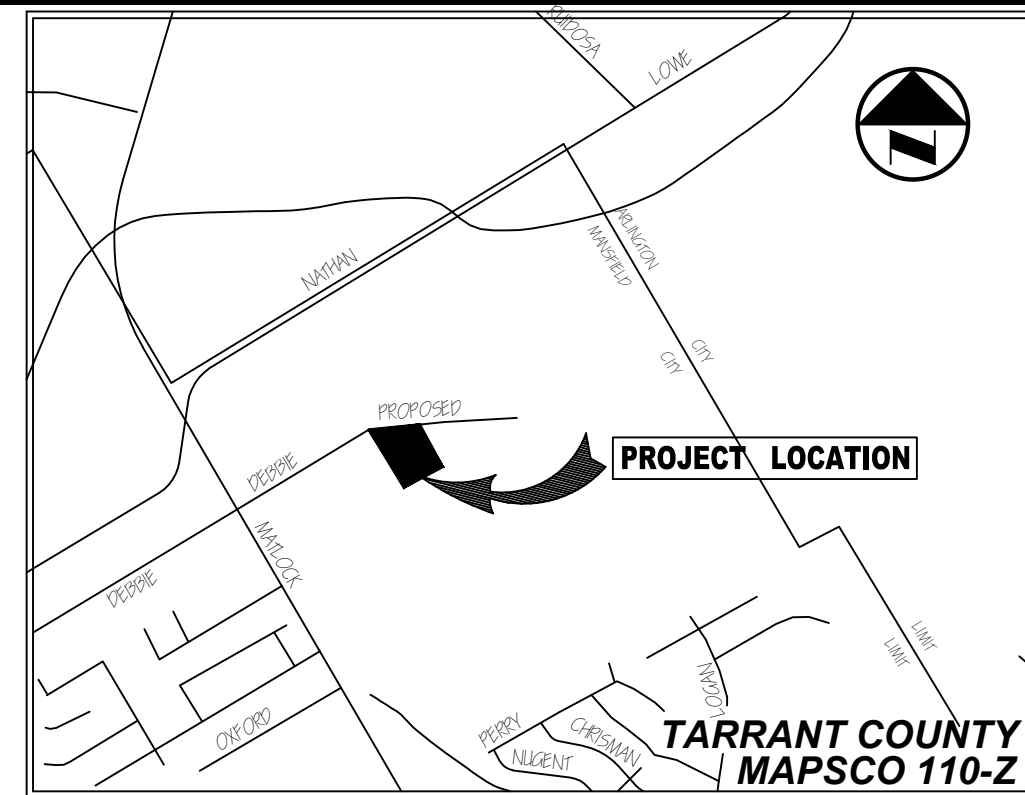 RUIDOSA
LOWE
N
NATHAN
ARLINGTON
MANSFIELD
CITY
CITY
PROPOSED
PROJECT LOCATION
DEBBIE
MATLOCK
DEBBIE
LIMIT
LIMIT
LOGAN
OXFORD
PERRY
CHRISMAN
NUGENT
TARRANT COUNTY
MAPSCO 110-Z